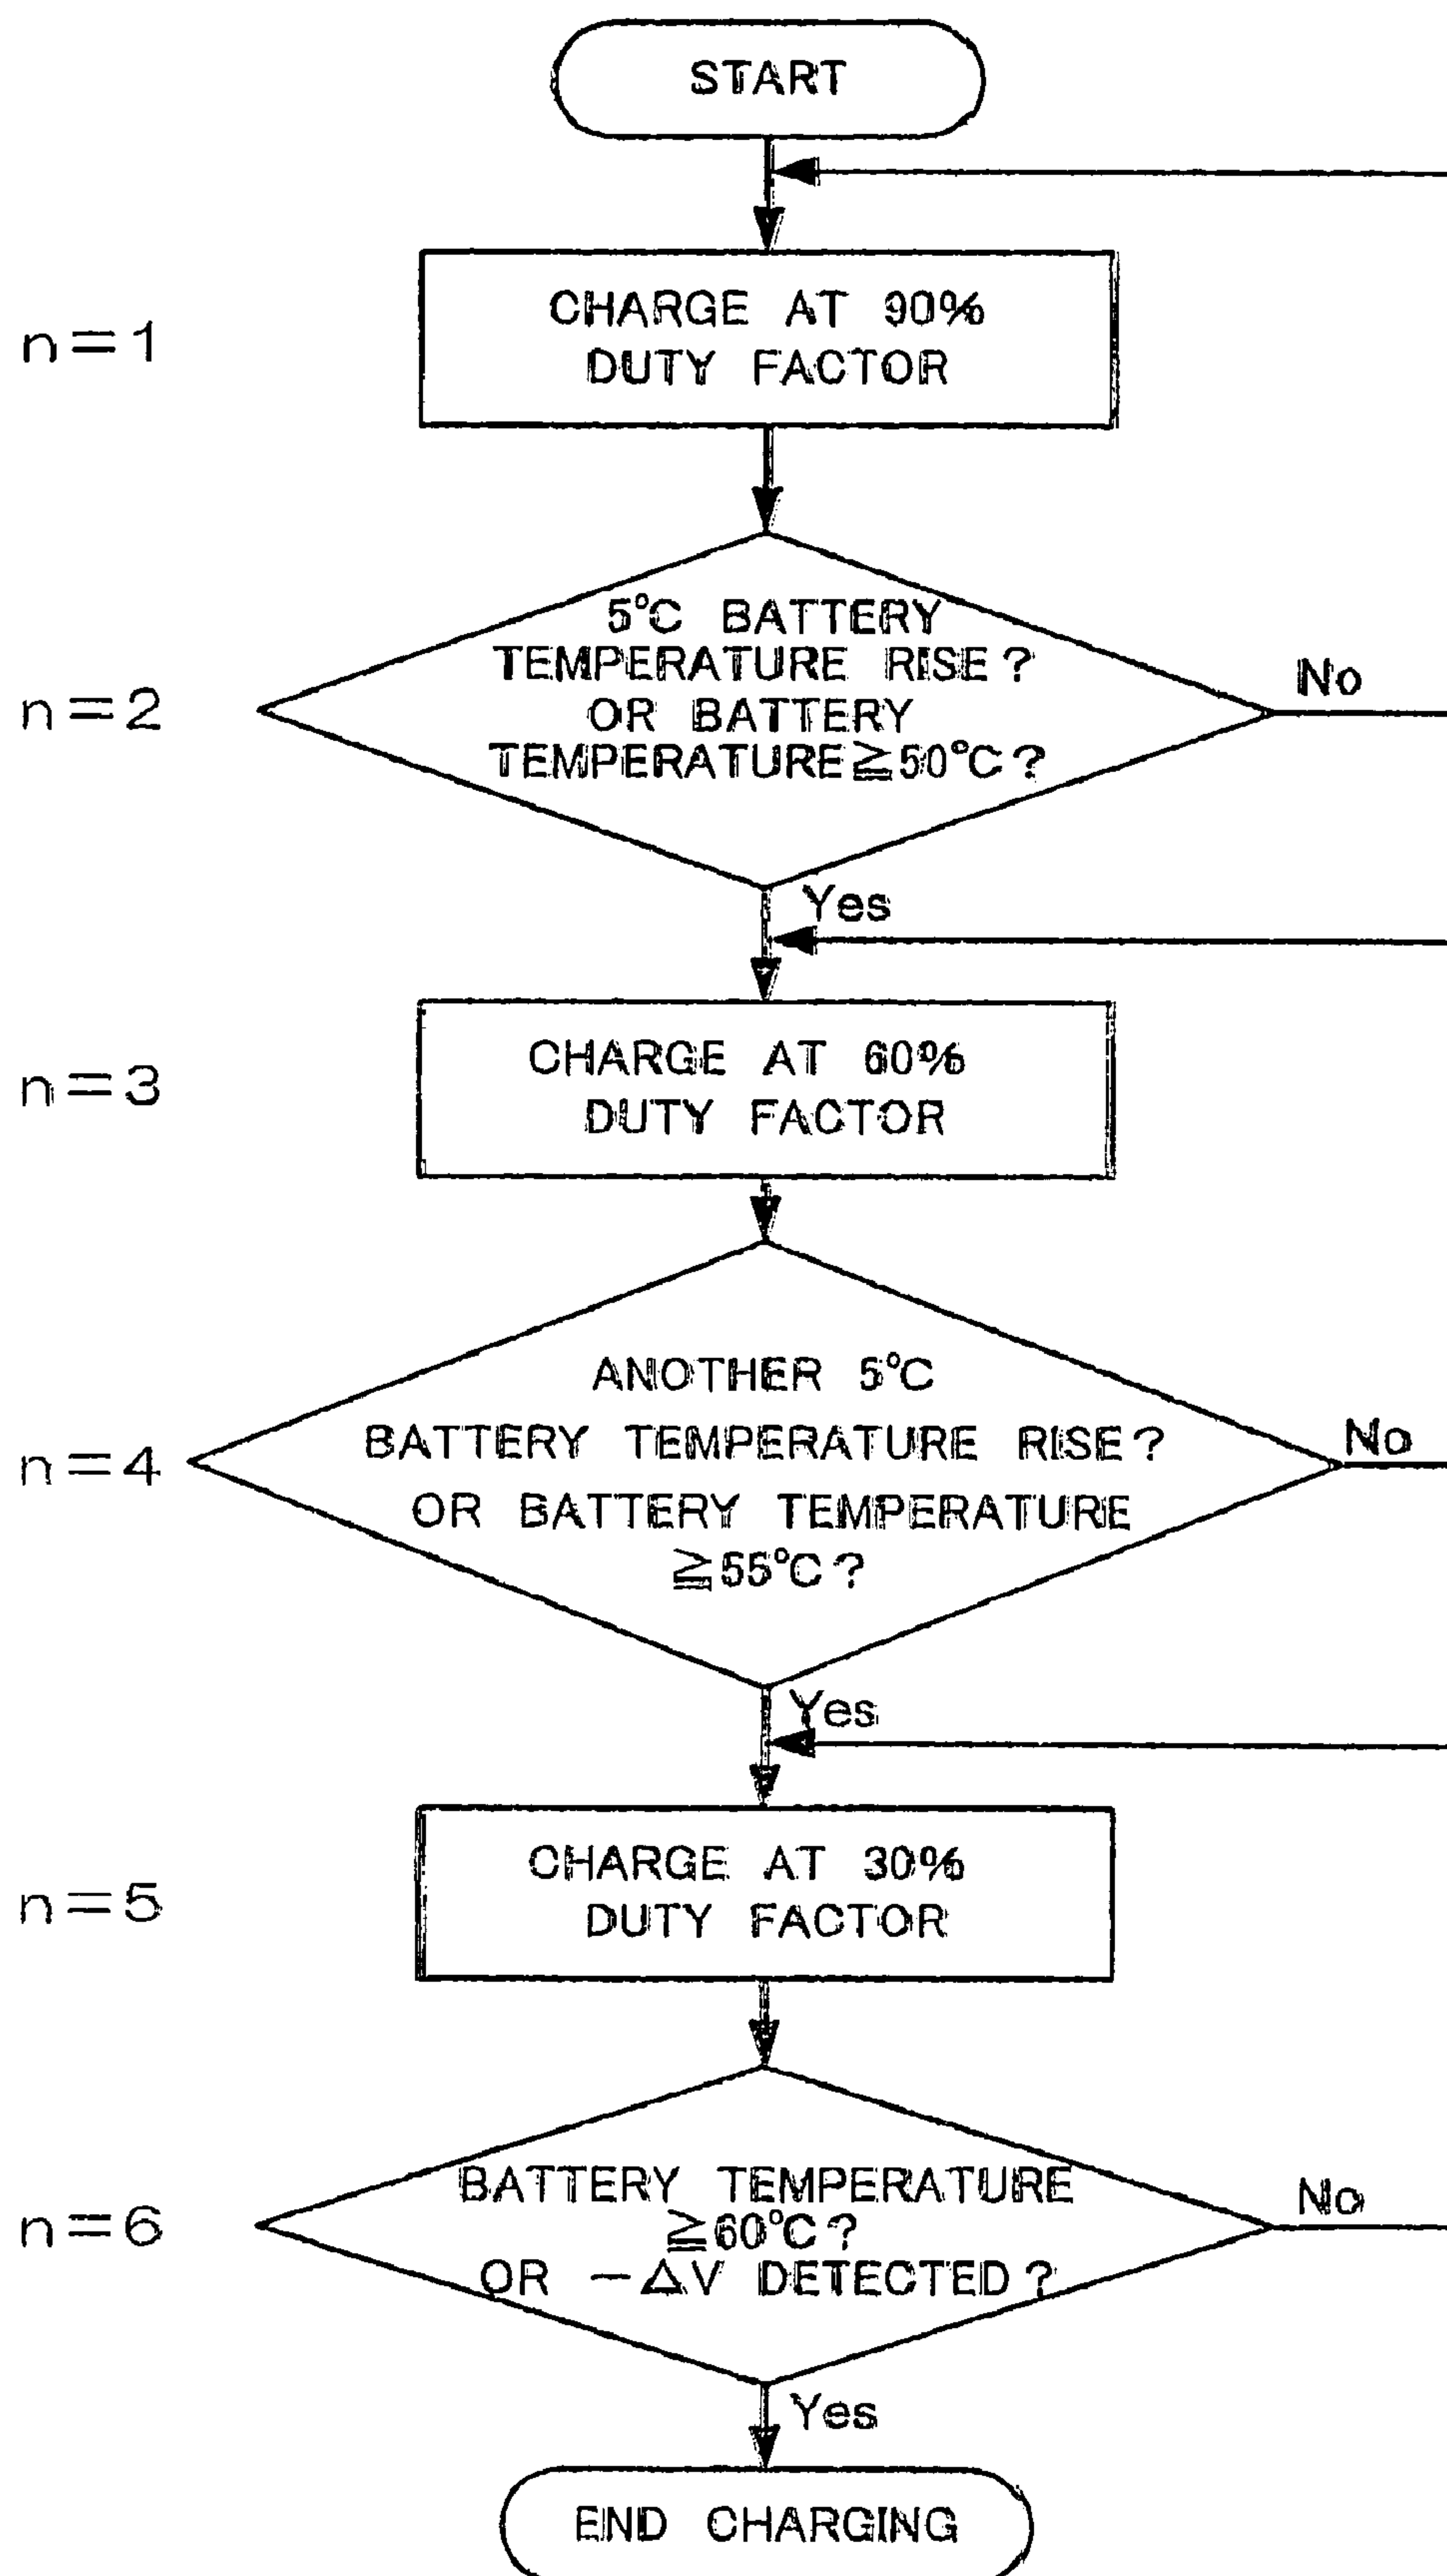 START
n=1
CHARGE AT 90%
DUTY FACTOR
n=2
5°C BATTERY
TEMPERATURE RISE?
OR BATTERY
TEMPERATURE≧50°C?
No
Yes
n=3
CHARGE AT 60%
DUTY FACTOR
n=4
ANOTHER 5°C
BATTERY TEMPERATURE RISE?
OR BATTERY TEMPERATURE
≧55°C?
No
Yes
n=5
CHARGE AT 30%
DUTY FACTOR
n=6
BATTERY TEMPERATURE
≧60°C?
OR −ΔV DETECTED?
No
Yes
END CHARGING